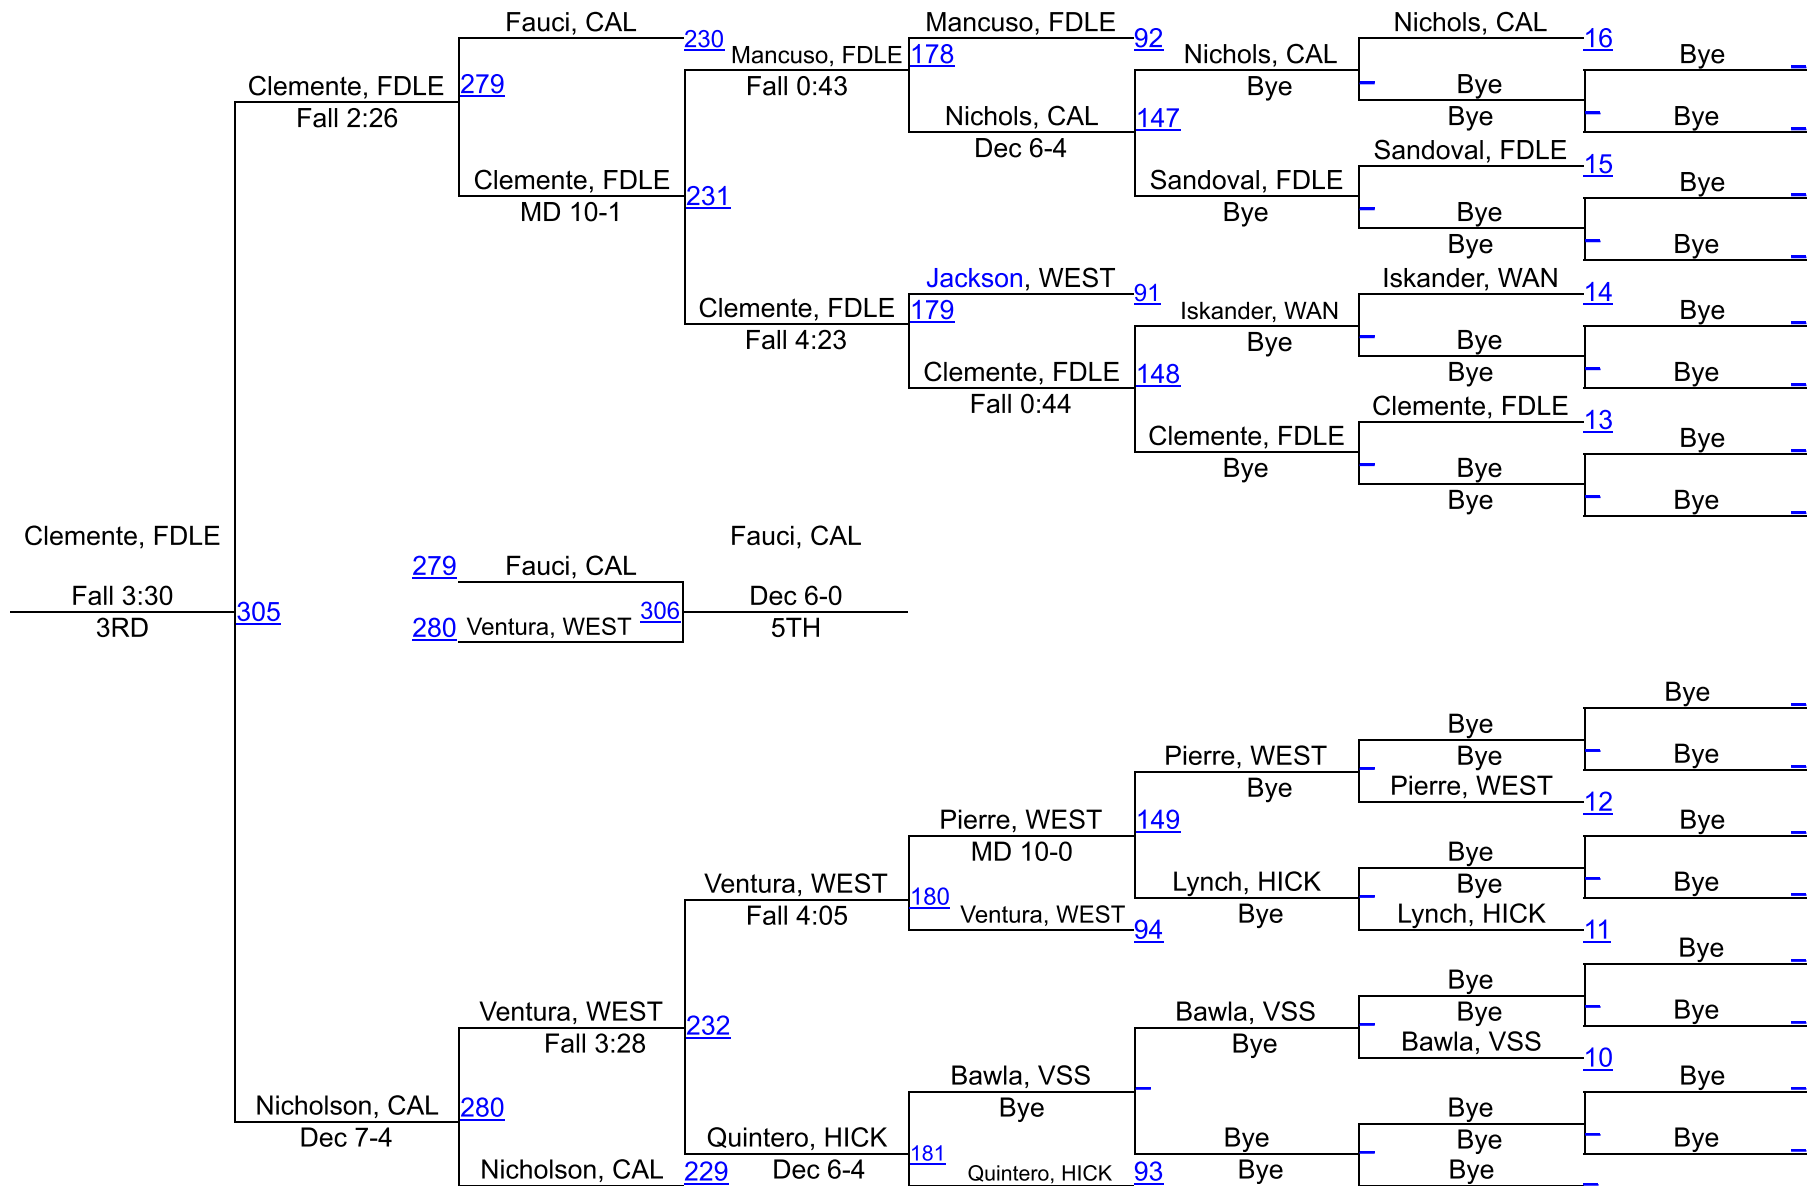 Fauci, CAL
230
Mancuso, FDLE
92
Nichols, CAL
16
Bye
Mancuso, FDLE
178
Nichols, CAL
Clemente, FDLE
279
Fall 0:43
Bye
Bye
Fall 2:26
Nichols, CAL
147
Bye
Bye
Dec 6-4
Sandoval, FDLE
15
Clemente, FDLE
231
Sandoval, FDLE
Bye
MD 10-1
Bye
Bye
Bye
Bye
Jackson, WEST
91
Iskander, WAN
14
Clemente, FDLE
179
Iskander, WAN
Bye
Fall 4:23
Bye
Bye
Clemente, FDLE
148
Bye
Bye
Fall 0:44
Clemente, FDLE
13
Clemente, FDLE
Bye
Bye
Bye
Bye
Bye
Clemente, FDLE
Fauci, CAL
279
Fauci, CAL
Fall 3:30
305
306
Dec 6-0
3RD
280
Ventura, WEST
5TH
Bye
Bye
Pierre, WEST
Bye
Bye
Bye
Pierre, WEST
12
Pierre, WEST
149
Bye
MD 10-0
Bye
Ventura, WEST
180
Lynch, HICK
Bye
Bye
Fall 4:05
Ventura, WEST
94
Bye
Lynch, HICK
11
Bye
Bye
Ventura, WEST
232
Bawla, VSS
Bye
Bye
Fall 3:28
Bye
Bawla, VSS
10
Bawla, VSS
Bye
Nicholson, CAL
280
Bye
Bye
Dec 7-4
Quintero, HICK
181
Bye
Bye
Bye
Nicholson, CAL
229
Dec 6-4
Quintero, HICK
93
Bye
Bye